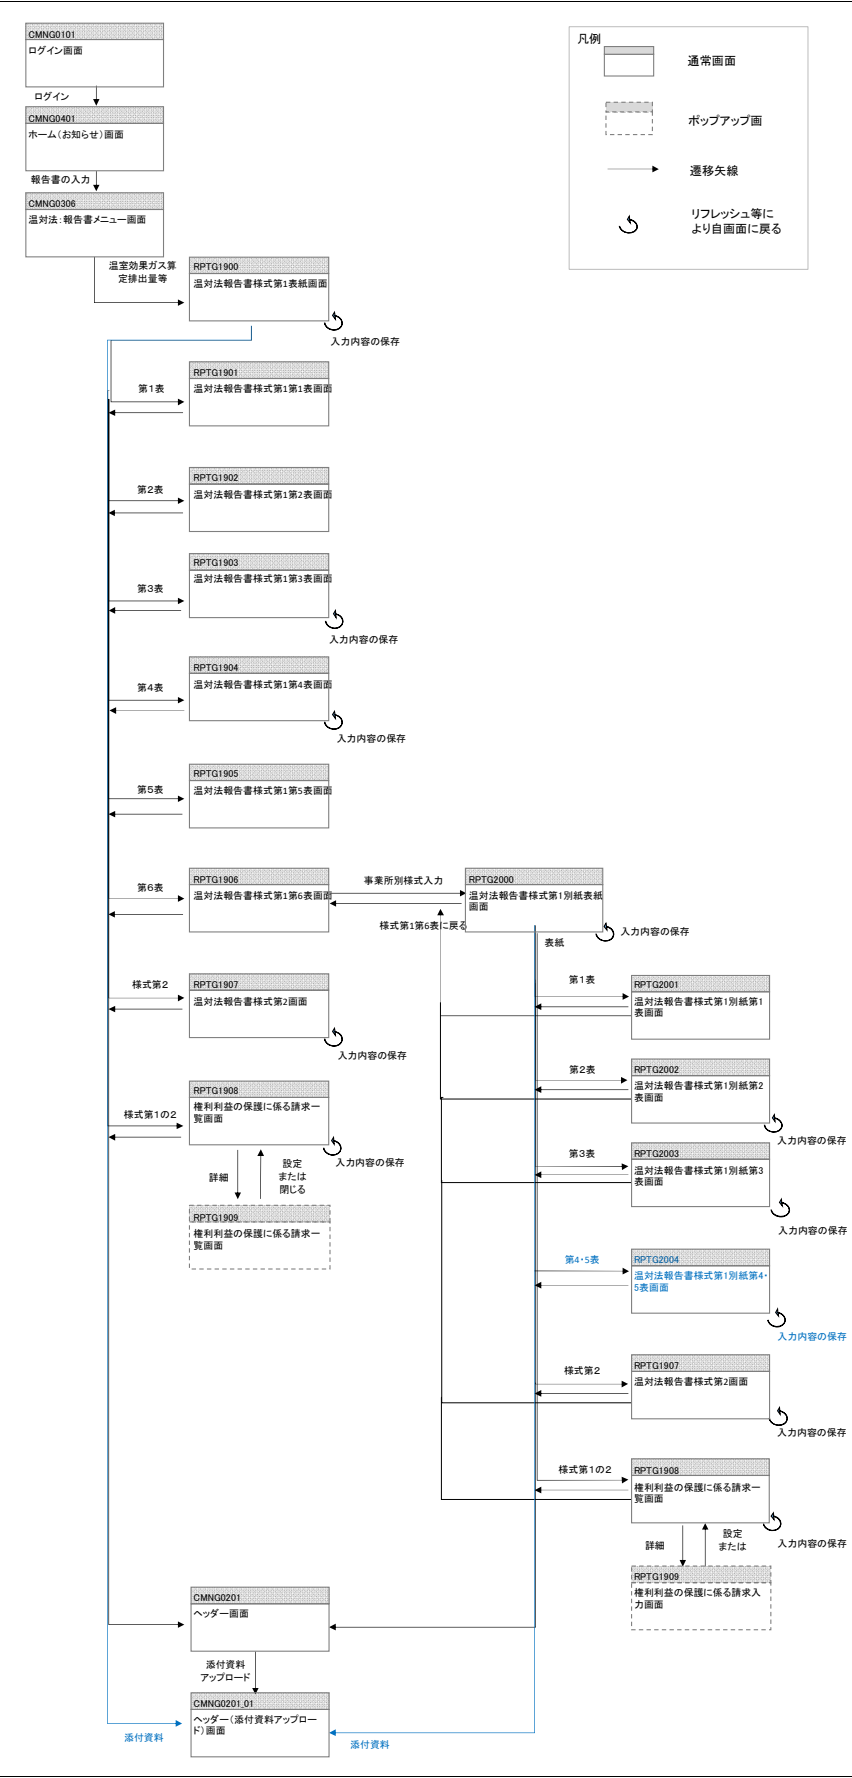 CMNG0101
ログイン画面
ログイン
CMNG0401
ホーム（お知らせ）画面
報告書の入力
CMNG0306
温対法：報告書メニュー画面
温室効果ガス算
定排出量等
凡例
通常画面
ポップアップ画
遷移矢線
リフレッシュ等に
より自画面に戻る
RPTG1900
温対法報告書様式第1表紙画面
入力内容の保存
第1表
RPTG1901
温対法報告書様式第1第1表画面
第2表
RPTG1902
温対法報告書様式第1第2表画面
第3表
RPTG1903
温対法報告書様式第1第3表画面
入力内容の保存
第4表
RPTG1904
温対法報告書様式第1第4表画面
入力内容の保存
第5表
RPTG1905
温対法報告書様式第1第5表画面
第6表
RPTG1906
温対法報告書様式第1第6表画面
事業所別様式入力
様式第1第6表に戻る
RPTG2000
温対法報告書様式第1別紙表紙
画面
入力内容の保存
表紙
様式第2
RPTG1907
温対法報告書様式第2画面
入力内容の保存
様式第1の2
RPTG1908
権利利益の保護に係る請求一
覧画面
入力内容の保存
詳細
設定
または
閉じる
RPTG1909
権利利益の保護に係る請求一
覧画面
第1表
RPTG2001
温対法報告書様式第1別紙第1
表画面
第2表
RPTG2002
温対法報告書様式第1別紙第2
表画面
入力内容の保存
第3表
RPTG2003
温対法報告書様式第1別紙第3
表画面
入力内容の保存
第4・5表
RPTG2004
温対法報告書様式第1別紙第4・
5表画面
入力内容の保存
様式第2
RPTG1907
温対法報告書様式第2画面
入力内容の保存
様式第1の2
RPTG1908
権利利益の保護に係る請求一
覧画面
入力内容の保存
詳細
設定
または
RPTG1909
権利利益の保護に係る請求入
力画面
CMNG0201
ヘッダー画面
添付資料
アップロード
CMNG0201_01
ヘッダー（添付資料アップロー
ド）画面
添付資料
添付資料